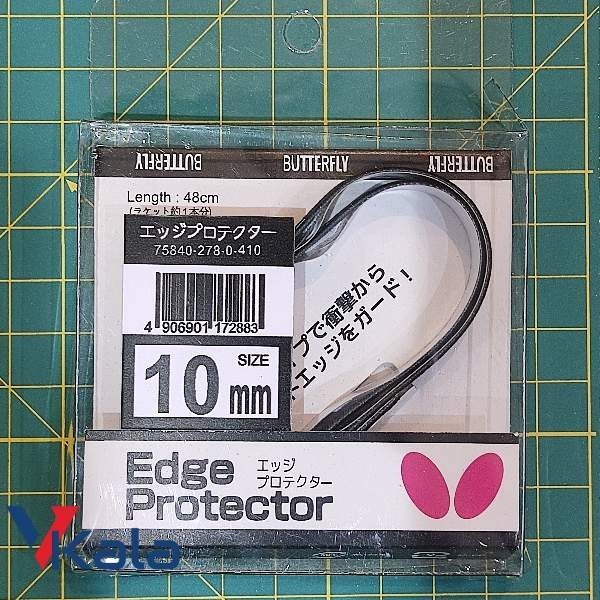 BUTTERFLY BUTTERFLY BUTTERFLY
Length : 48cm
(ラケット約1本分)
エッジプロテクター
75840-278-0-410
4 906901 172883
SIZE
10 mm
プで衝撃から
トエッジをガード！
Edge
Protector
エッジ
プロテクター
YKala